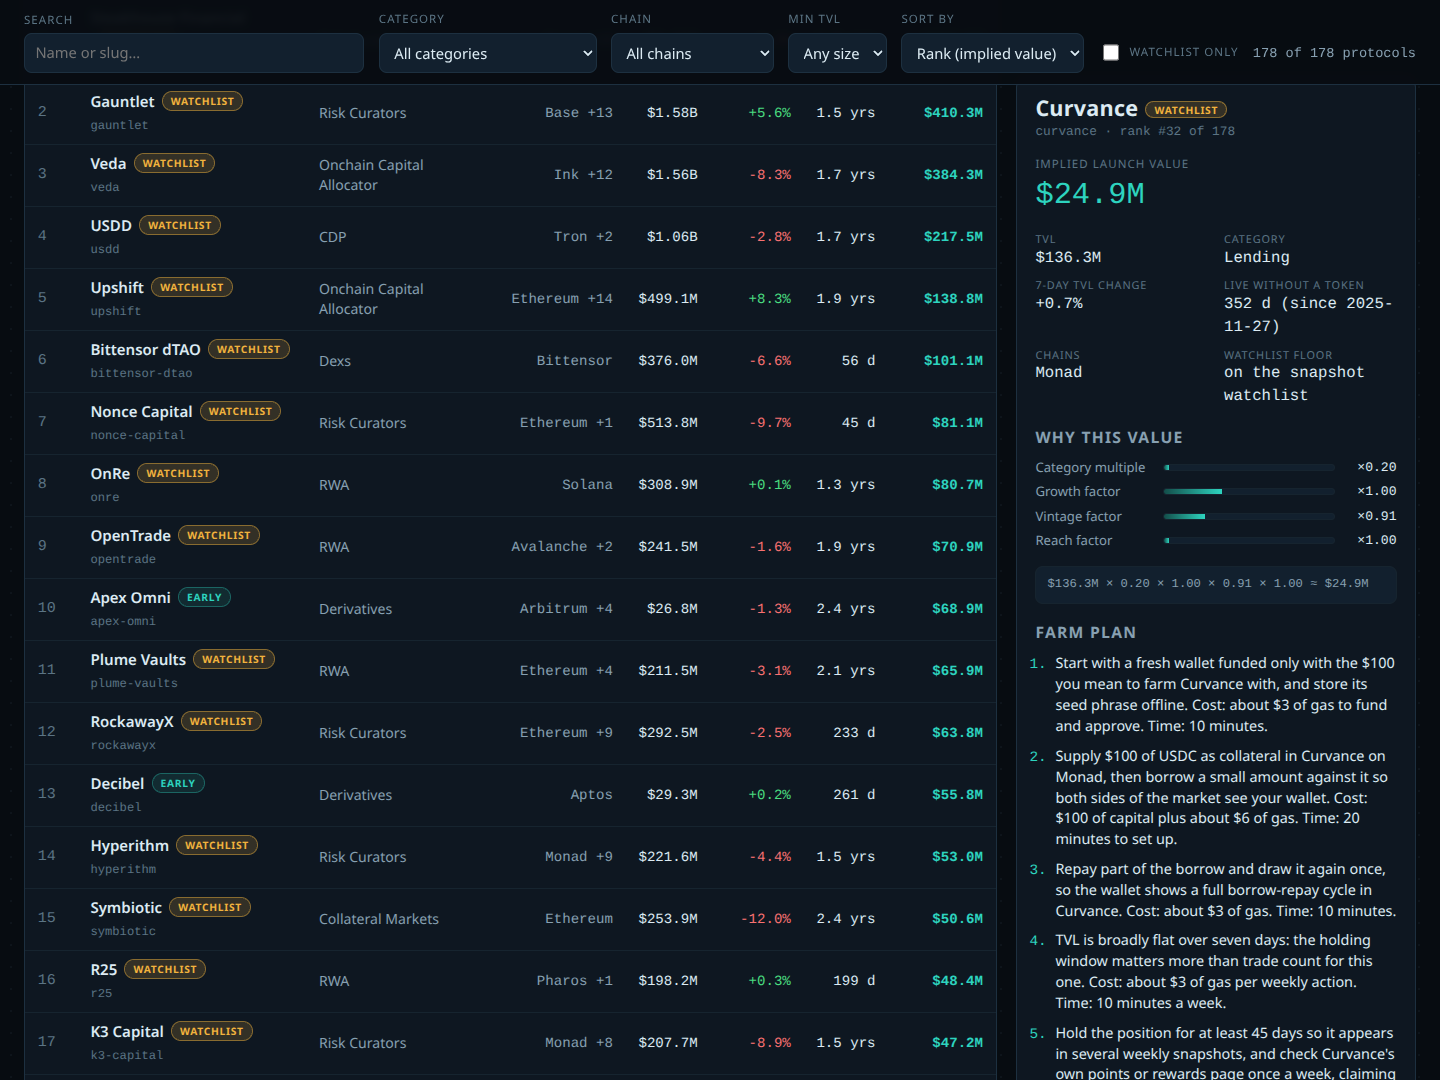 SEARCH
CATEGORY
CHAIN
MIN TVL
SORT BY
Name or slug...
All categories
All chains
Any size
Rank (implied value)
WATCHLIST ONLY
178 of 178 protocols
2 Gauntlet WATCHLIST Risk Curators Base +13 $1.58B +5.6% 1.5 yrs $410.3M
gauntlet
3 Veda WATCHLIST Onchain Capital Allocator Ink +12 $1.56B -8.3% 1.7 yrs $384.3M
veda
4 USDD WATCHLIST CDP Tron +2 $1.06B -2.8% 1.7 yrs $217.5M
usdd
5 Upshift WATCHLIST Onchain Capital Allocator Ethereum +14 $499.1M +8.3% 1.9 yrs $138.8M
upshift
6 Bittensor dTAO WATCHLIST Dexs Bittensor $376.0M -6.6% 56 d $101.1M
bittensor-dtao
7 Nonce Capital WATCHLIST Risk Curators Ethereum +1 $513.8M -9.7% 45 d $81.1M
nonce-capital
8 OnRe WATCHLIST RWA Solana $308.9M +0.1% 1.3 yrs $80.7M
onre
9 OpenTrade WATCHLIST RWA Avalanche +2 $241.5M -1.6% 1.9 yrs $70.9M
opentrade
10 Apex Omni EARLY Derivatives Arbitrum +4 $26.8M -1.3% 2.4 yrs $68.9M
apex-omni
11 Plume Vaults WATCHLIST RWA Ethereum +4 $211.5M -3.1% 2.1 yrs $65.9M
plume-vaults
12 RockawayX WATCHLIST Risk Curators Ethereum +9 $292.5M -2.5% 233 d $63.8M
rockawayx
13 Decibel EARLY Derivatives Aptos $29.3M +0.2% 261 d $55.8M
decibel
14 Hyperithm WATCHLIST Risk Curators Monad +9 $221.6M -4.4% 1.5 yrs $53.0M
hyperithm
15 Symbiotic WATCHLIST Collateral Markets Ethereum $253.9M -12.0% 2.4 yrs $50.6M
symbiotic
16 R25 WATCHLIST RWA Pharos +1 $198.2M +0.3% 199 d $48.4M
r25
17 K3 Capital WATCHLIST Risk Curators Monad +8 $207.7M -8.9% 1.5 yrs $47.2M
k3-capital
Curvance WATCHLIST
curvance · rank #32 of 178
IMPLIED LAUNCH VALUE
$24.9M
TVL
$136.3M
CATEGORY
Lending
7-DAY TVL CHANGE
+0.7%
LIVE WITHOUT A TOKEN
352 d (since 2025-
11-27)
CHAINS
Monad
WATCHLIST FLOOR
on the snapshot
watchlist
WHY THIS VALUE
Category multiple ×0.20
Growth factor ×1.00
Vintage factor ×0.91
Reach factor ×1.00
$136.3M × 0.20 × 1.00 × 0.91 × 1.00 ≈ $24.9M
FARM PLAN
1. Start with a fresh wallet funded only with the $100
you mean to farm Curvance with, and store its
seed phrase offline. Cost: about $3 of gas to fund
and approve. Time: 10 minutes.
2. Supply $100 of USDC as collateral in Curvance on
Monad, then borrow a small amount against it so
both sides of the market see your wallet. Cost:
$100 of capital plus about $6 of gas. Time: 20
minutes to set up.
3. Repay part of the borrow and draw it again once,
so the wallet shows a full borrow-repay cycle in
Curvance. Cost: about $3 of gas. Time: 10 minutes.
4. TVL is broadly flat over seven days: the holding
window matters more than trade count for this
one. Cost: about $3 of gas per weekly action.
Time: 10 minutes a week.
5. Hold the position for at least 45 days so it appears
in several weekly snapshots, and check Curvance's
own points or rewards page once a week, claiming